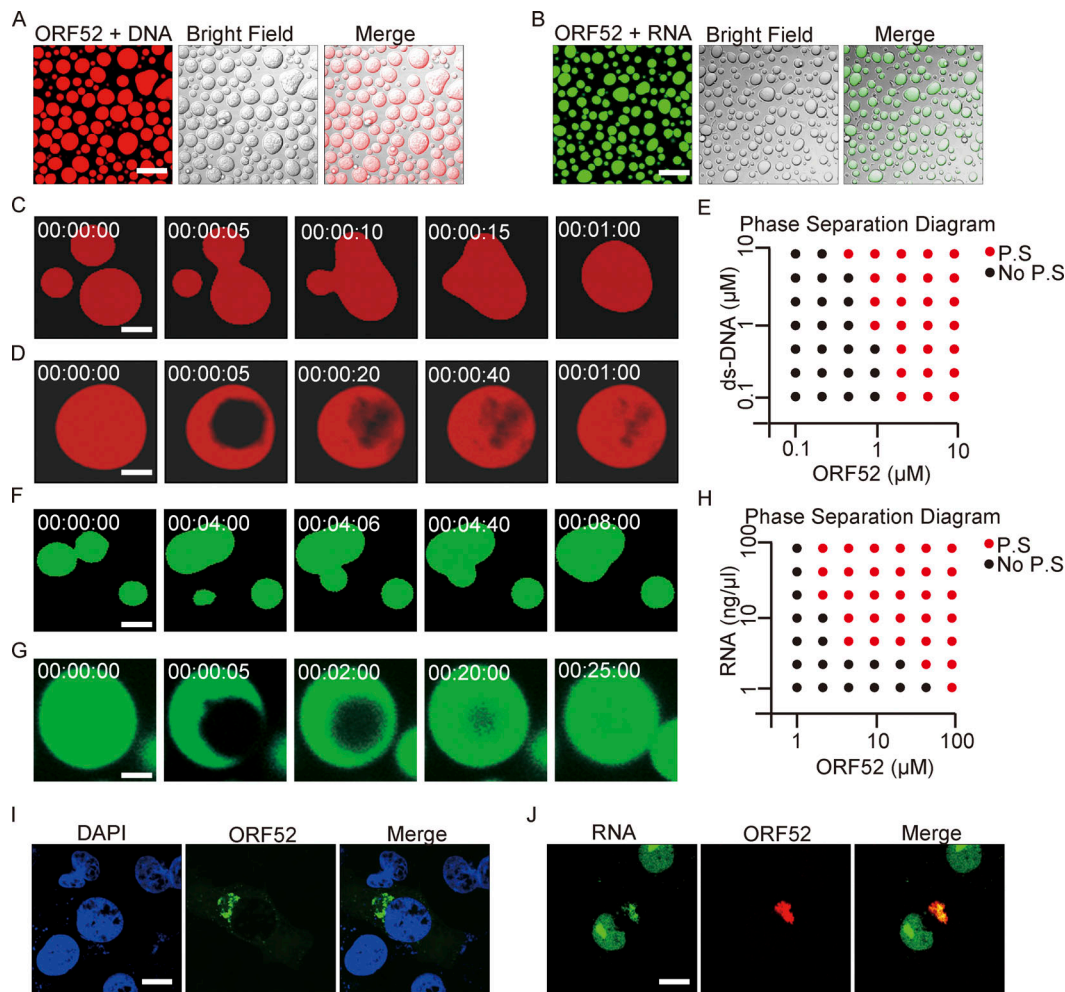 A
ORF52 + DNA Bright Field Merge
B
ORF52 + RNA Bright Field Merge
C
00:00:00 00:00:05 00:00:10 00:00:15 00:01:00
D
00:00:00 00:00:05 00:00:20 00:00:40 00:01:00
E
Phase Separation Diagram
P.S
No P.S
ds-DNA (µM)
10
1
0.1
0.1 1 10
ORF52 (µM)
F
00:00:00 00:04:00 00:04:06 00:04:40 00:08:00
G
00:00:00 00:00:05 00:02:00 00:20:00 00:25:00
H
Phase Separation Diagram
P.S
No P.S
RNA (ng/µl)
100
10
1
1 10 100
ORF52 (µM)
I
DAPI ORF52 Merge
J
RNA ORF52 Merge